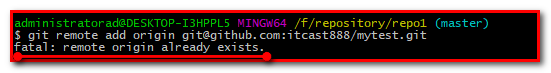 administratorad@DESKTOP-I3HPPL5 MINGW64 /f/repository/repo1 (master)
$ git remote add origin git@github.com:itcast888/mytest.git
fatal: remote origin already exists.